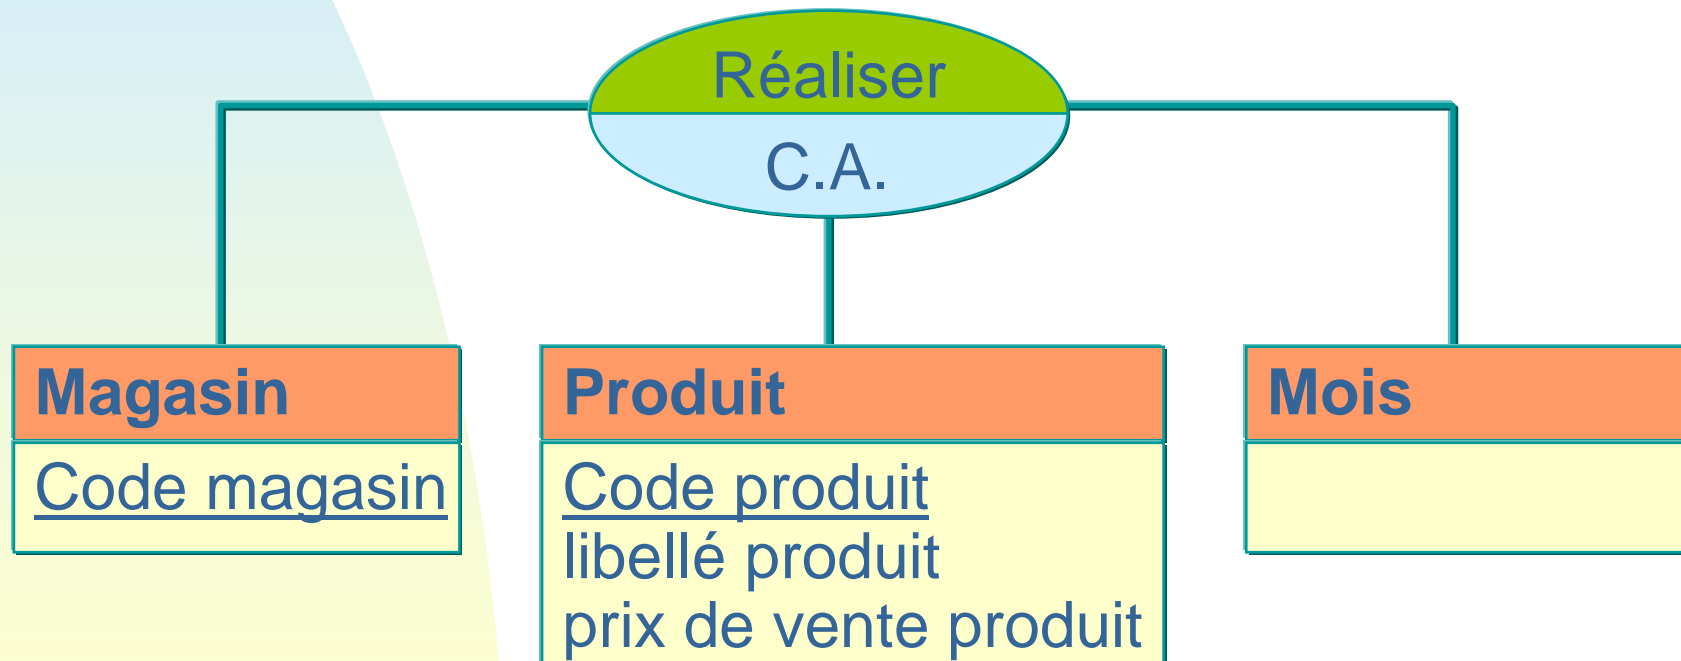 Réaliser
C.A.
Magasin
Code magasin
Produit
Code produit
libellé produit
prix de vente produit
Mois